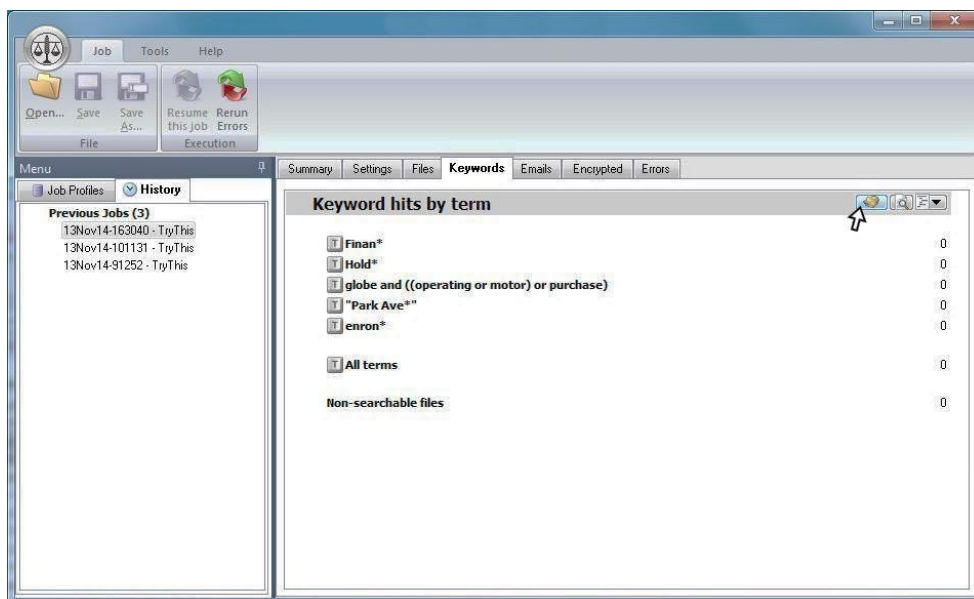 Job Tools Help
Open... Save Save As... Resume this job Rerun Errors
File Execution
Menu
Job Profiles History
Previous Jobs (3)
13Nov14-163040 - TryThis
13Nov14-101131 - TryThis
13Nov14-91252 - TryThis
Summary Settings Files Keywords Emails Encrypted Errors
Keyword hits by term
T Finan* 0
T Hold* 0
T globe and ((operating or motor) or purchase) 0
T "Park Ave*" 0
T enron* 0
T All terms 0
Non-searchable files 0